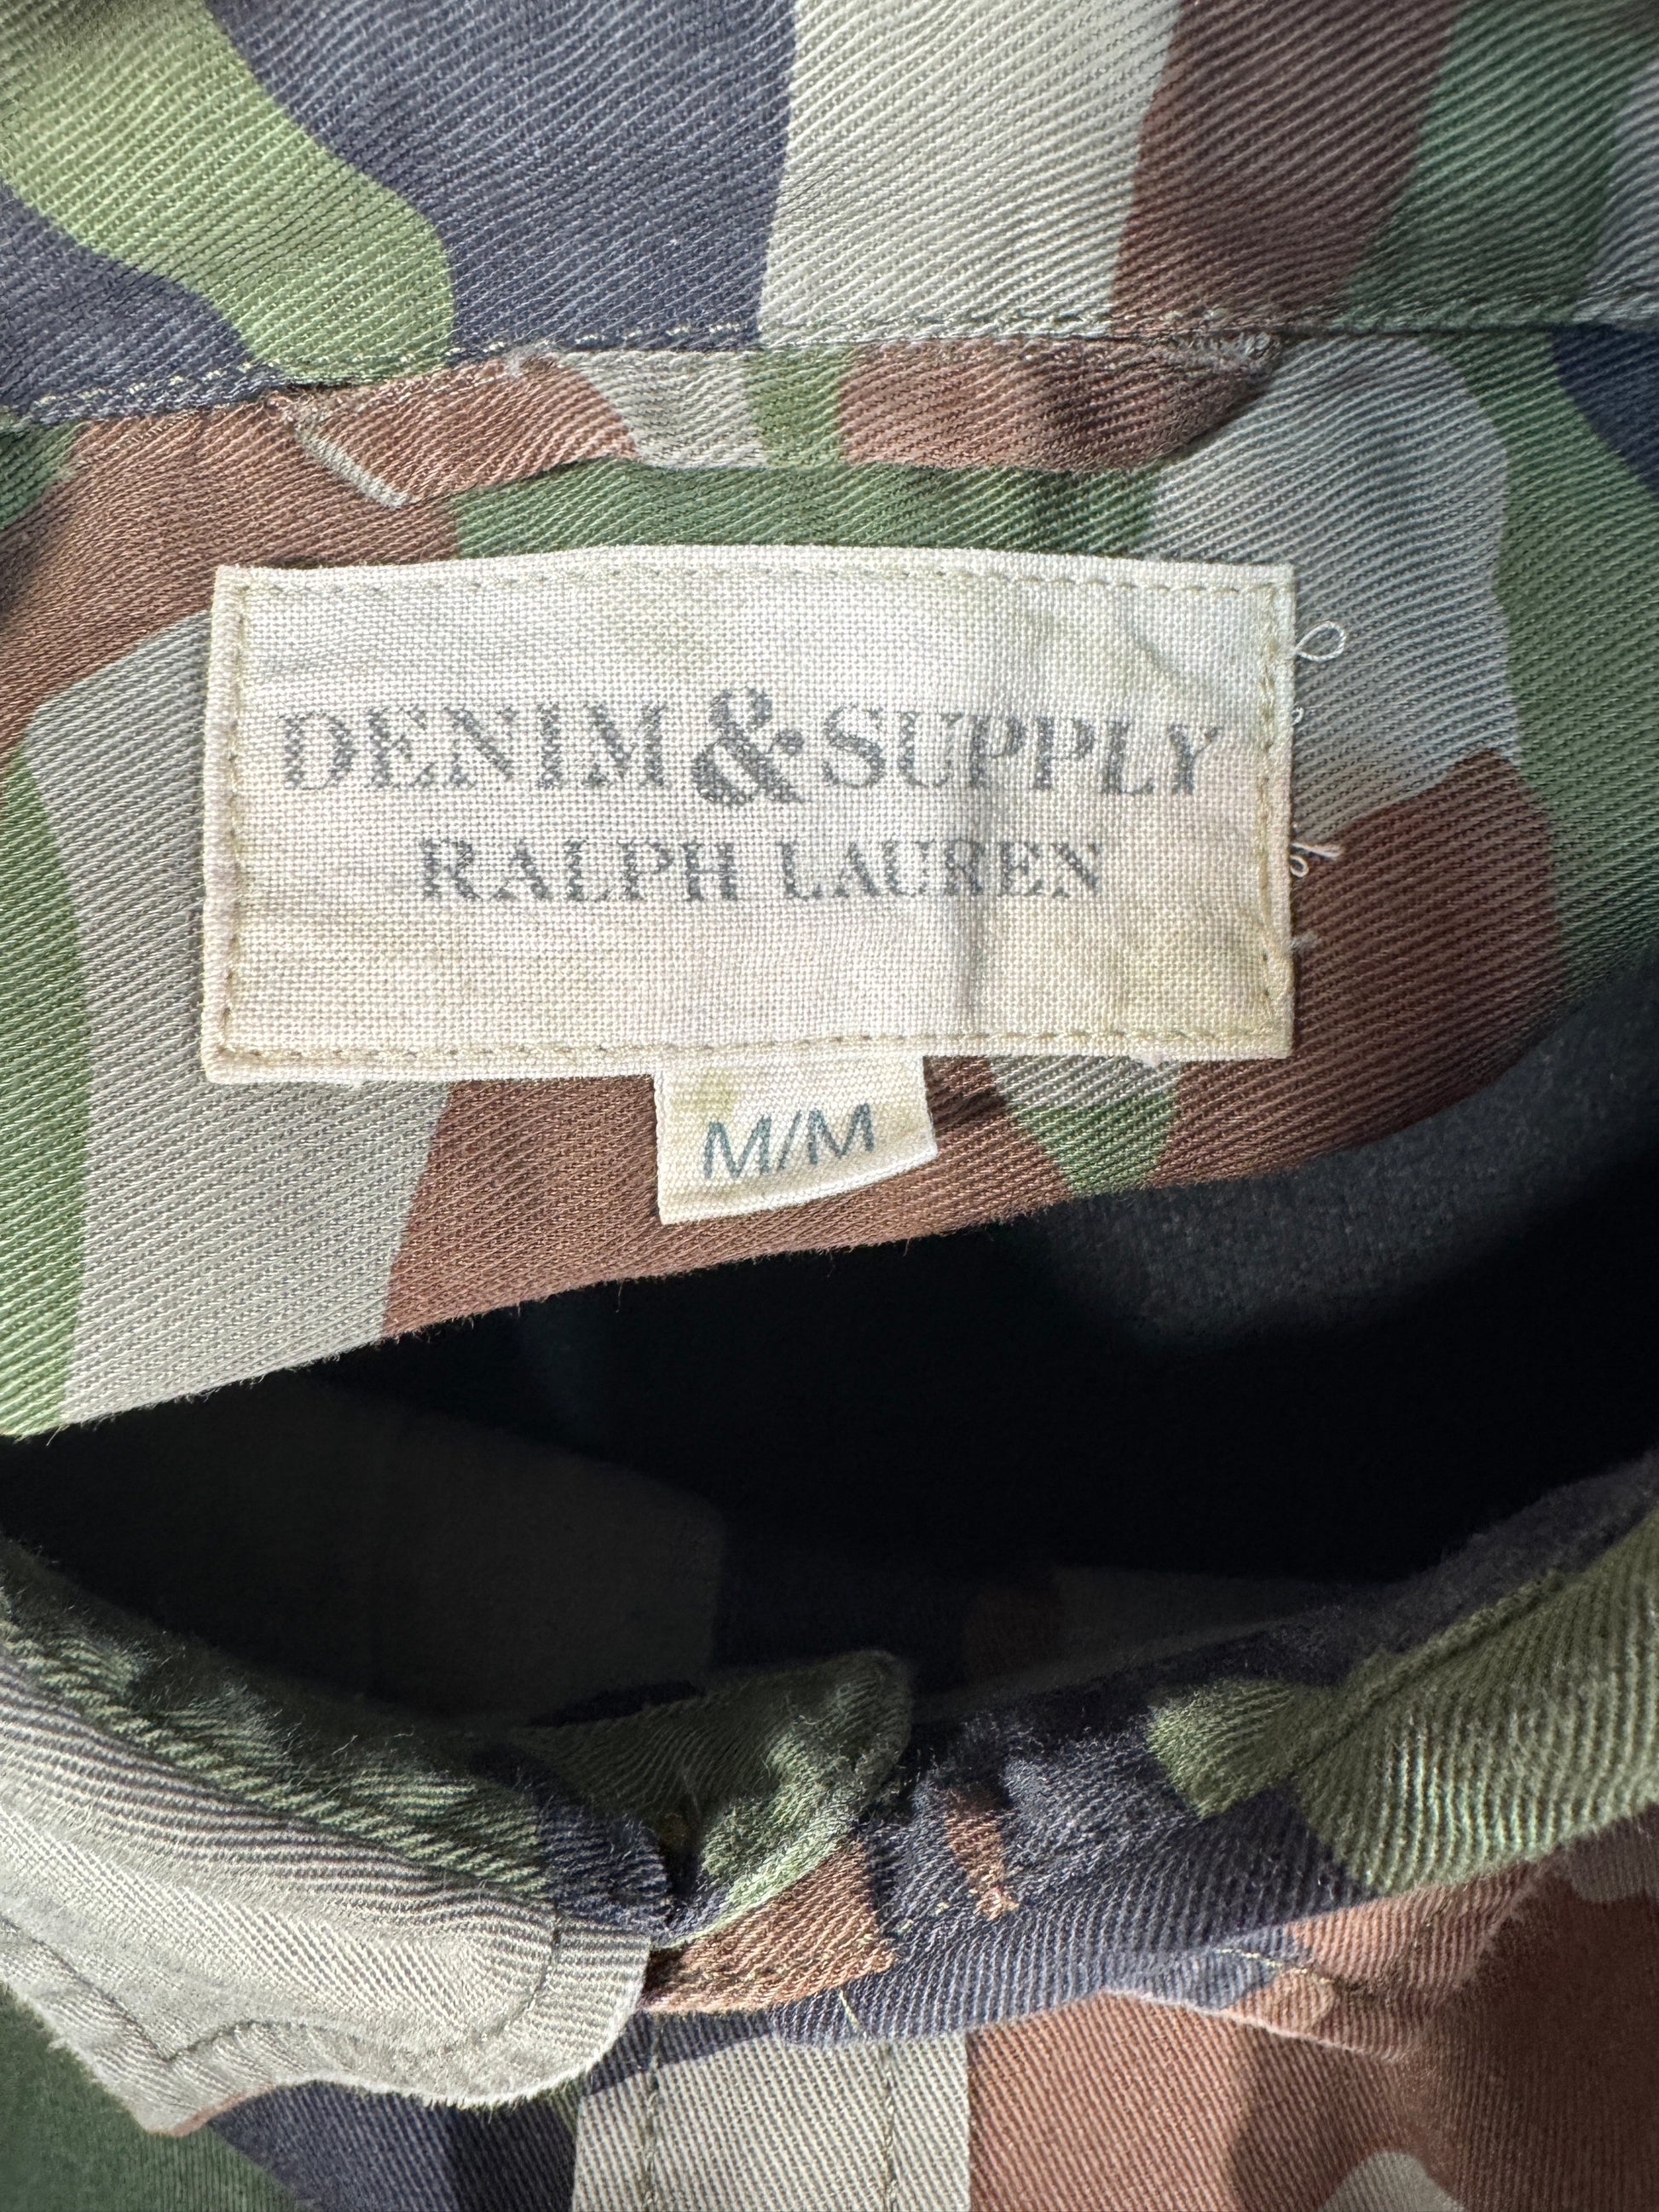 DENIM & SUPPLY
RALPH LAUREN
M/M